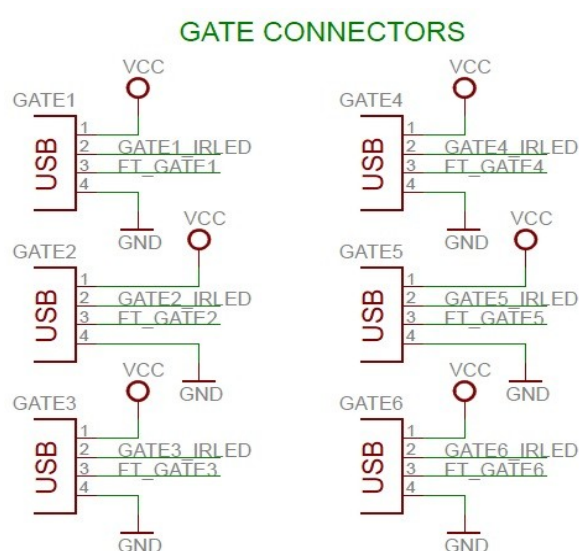 GATE CONNECTORS
VCC
GATE1
USB
1
2 GATE1_IRLED
3 FT_GATE1
4
GND
VCC
GATE4
USB
1
2 GATE4_IRLED
3 FT_GATE4
4
GND
VCC
GATE2
USB
1
2 GATE2_IRLED
3 FT_GATE2
4
GND
VCC
GATE5
USB
1
2 GATE5_IRLED
3 FT_GATE5
4
GND
VCC
GATE3
USB
1
2 GATE3_IRLED
3 FT_GATE3
4
GND
VCC
GATE6
USB
1
2 GATE6_IRLED
3 FT_GATE6
4
GND